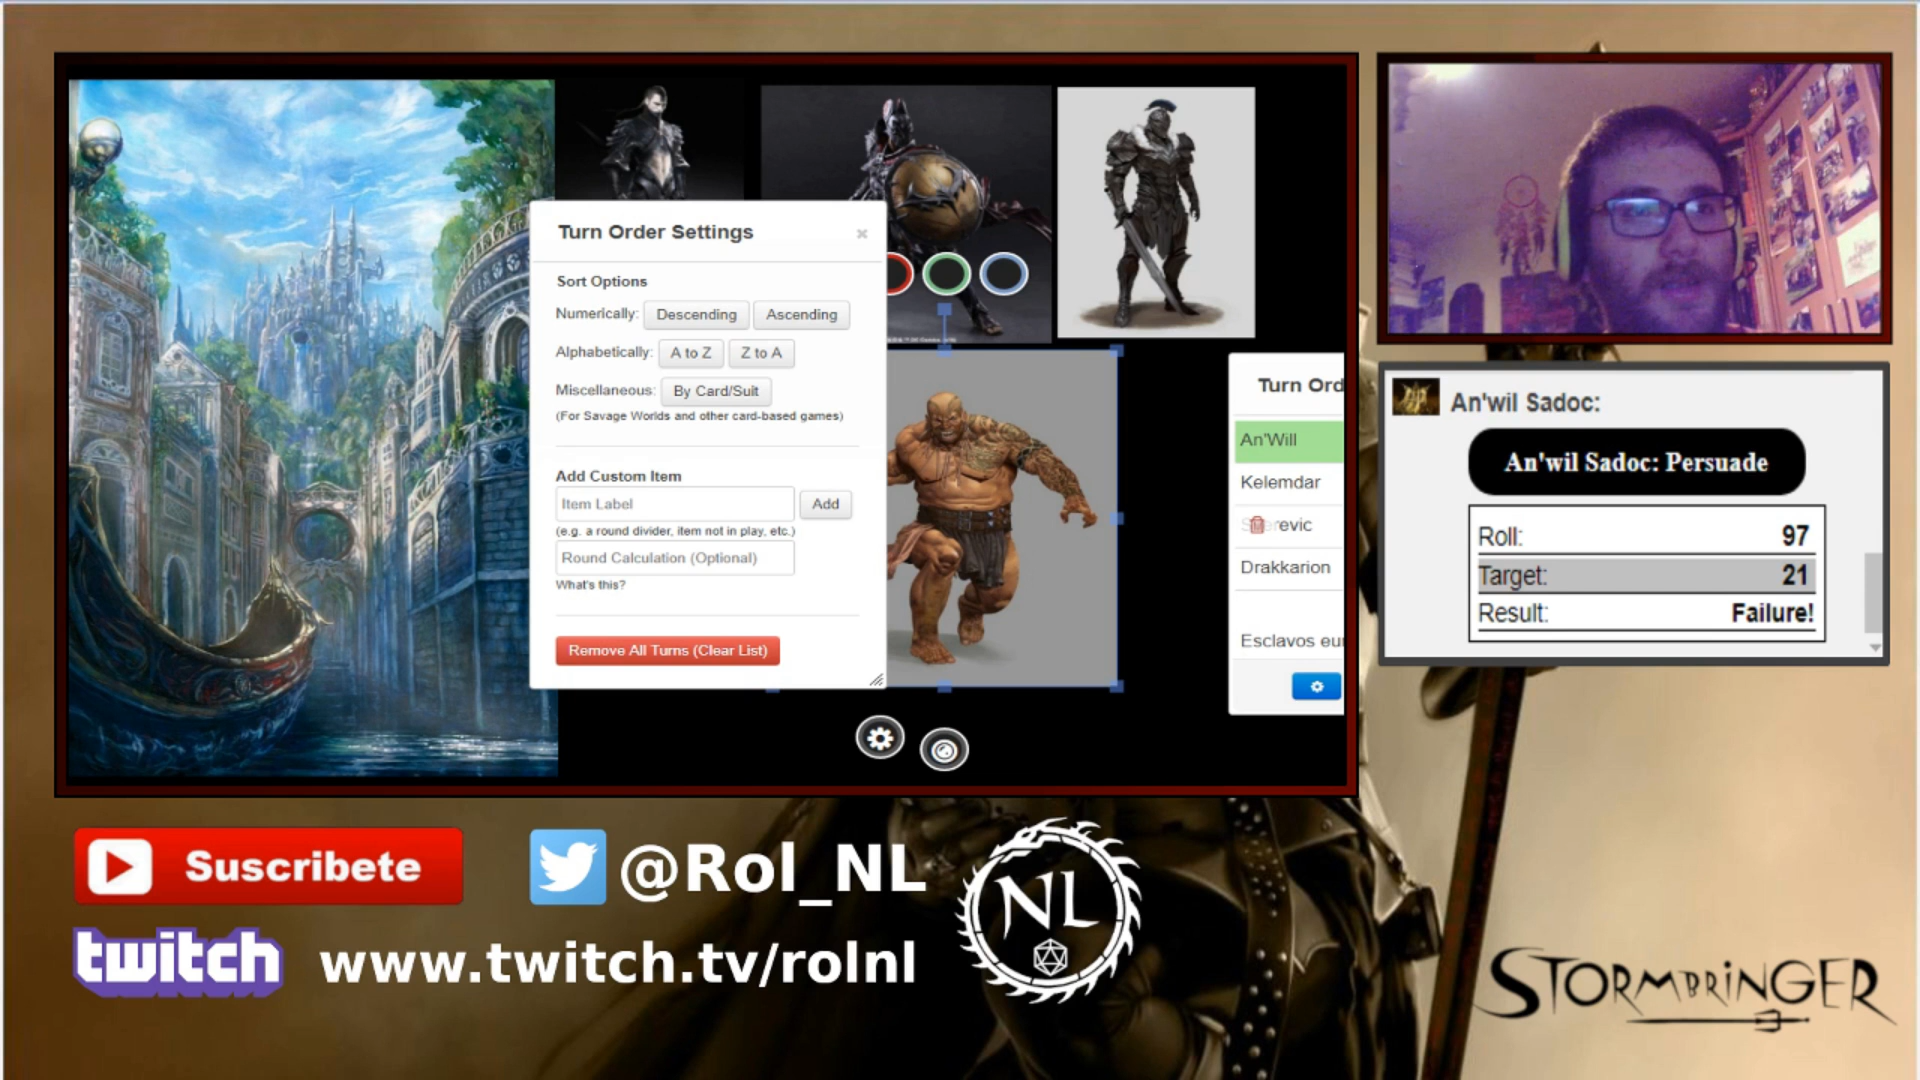 Turn Order Settings
×
Sort Options
Numerically: Descending Ascending
Alphabetically: A to Z Z to A
Miscellaneous: By Card/Suit
(For Savage Worlds and other card-based games)
Add Custom Item
Item Label Add
(e.g. a round divider, item not in play, etc.)
Round Calculation (Optional)
What's this?
Remove All Turns (Clear List)
Turn Ord
An'Will
Kelemdar
revic
Drakkarion
Esclavos eur
An'wil Sadoc:
An'wil Sadoc: Persuade
Roll: 97
Target: 21
Result: Failure!
Suscribete
@Rol_NL
twitch
www.twitch.tv/rolnl
NL
STORMBRINGER